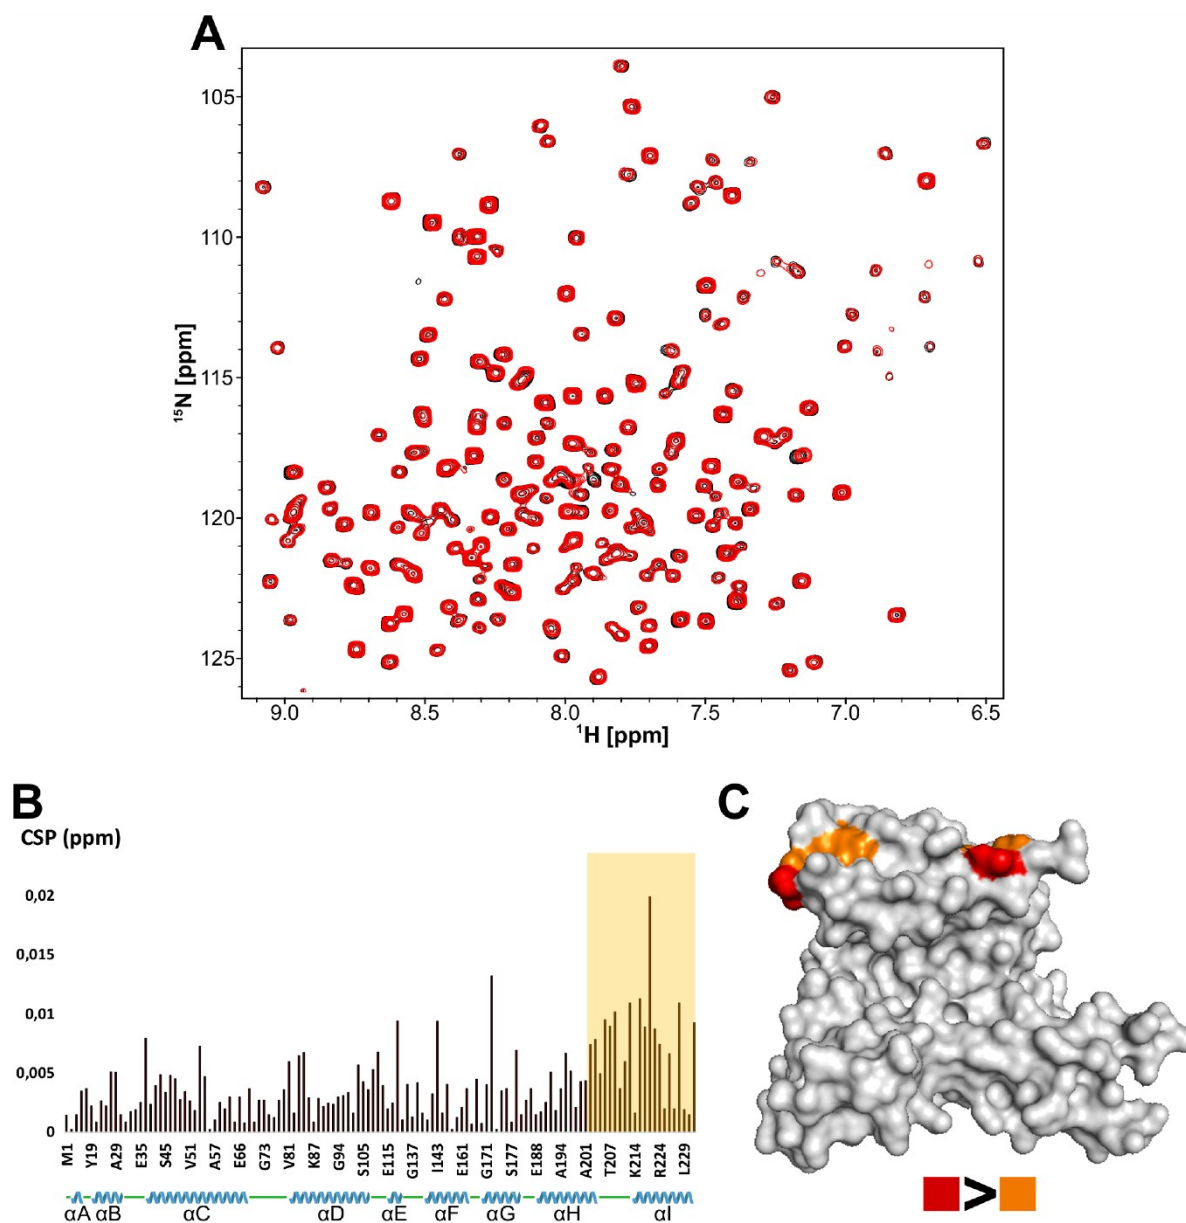 A
105
110
115
120
125
15N [ppm]
9.0 8.5 8.0 7.5 7.0 6.5
1H [ppm]
B
CSP (ppm)
0,02
0,015
0,01
0,005
0
M1 Y19 A29 E35 S45 V51 A57 E66 G73 V81 K87 G94 S105 E115 G137 I143 E161 G171 S177 E188 A194 A201 T207 K214 R224 L229
αA αB αC αD αE αF αG αH αI
C
>